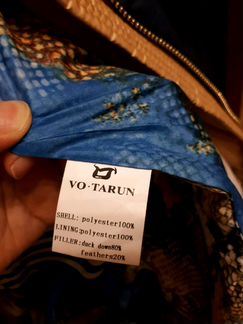 VO·TARUN
SHELL: polyester100%
LINING:polyester100%
FILLER:duck down80%
feathers20%